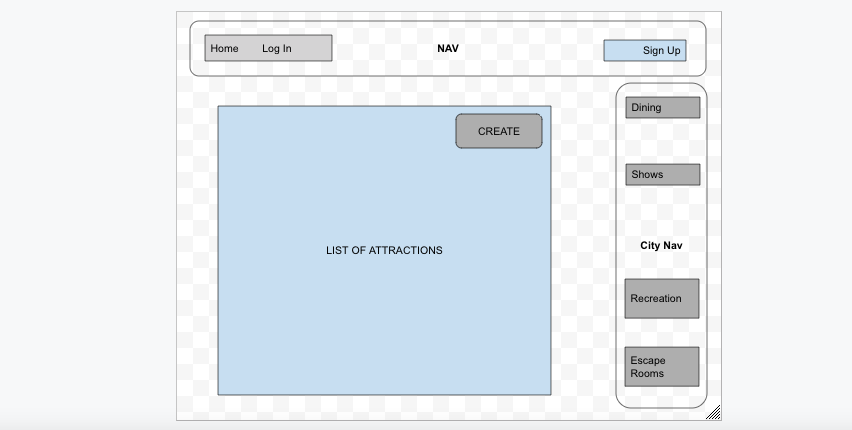 Home Log In NAV Sign Up
Dining
CREATE
Shows
City Nav
LIST OF ATTRACTIONS
Recreation
Escape
Rooms